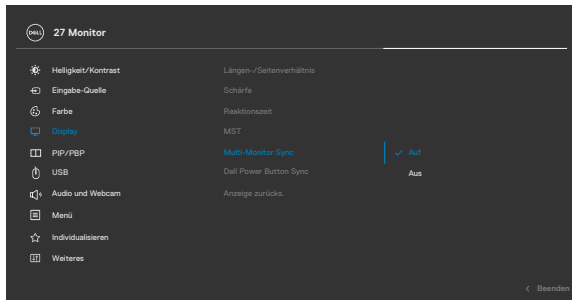 DELL
27 Monitor
Helligkeit/Kontrast
Eingabe-Quelle
Farbe
Display
PIP/PBP
USB
Audio und Webcam
Menü
Individualisieren
Weiteres
Längen-/Seitenverhältnis
Schärfe
Reaktionszeit
MST
Multi-Monitor Sync
Dell Power Button Sync
Anzeige zurücks.
Auf
Aus
Beenden